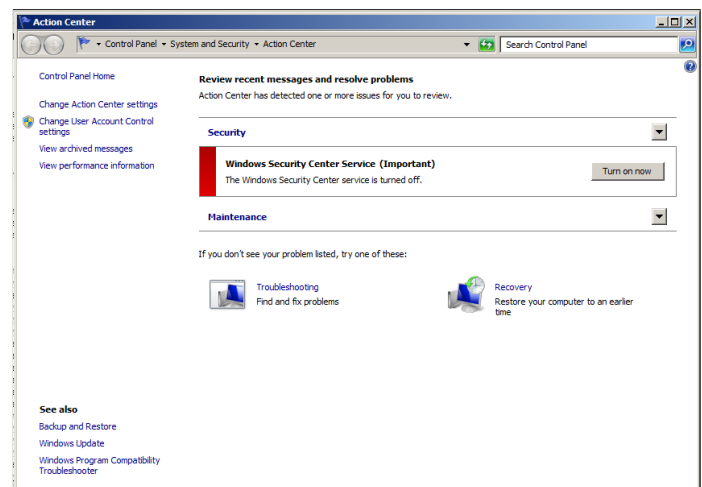 Action Center
Control Panel System and Security Action Center
Search Control Panel
Control Panel Home
Change Action Center settings
Change User Account Control
settings
View archived messages
View performance information
Review recent messages and resolve problems
Action Center has detected one or more issues for you to review.
Security
Windows Security Center Service (Important)
The Windows Security Center service is turned off.
Turn on now
Maintenance
If you don't see your problem listed, try one of these:
Troubleshooting
Find and fix problems
Recovery
Restore your computer to an earlier
time
See also
Backup and Restore
Windows Update
Windows Program Compatibility
Troubleshooter